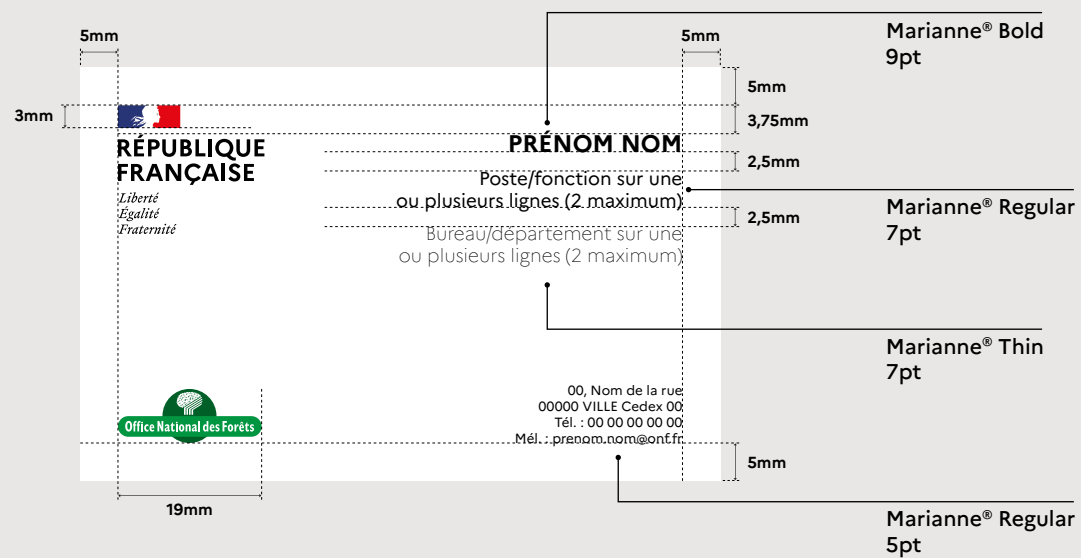 5mm
5mm
Marianne® Bold
9pt
5mm
3mm
3,75mm
RÉPUBLIQUE
FRANÇAISE
Liberté
Égalité
Fraternité
PRÉNOM NOM
2,5mm
Poste/fonction sur une
ou plusieurs lignes (2 maximum)
Marianne® Regular
7pt
2,5mm
Bureau/département sur une
ou plusieurs lignes (2 maximum)
Marianne® Thin
7pt
Office National des Forêts
00, Nom de la rue
00000 VILLE Cedex 00
Tél. : 00 00 00 00 00
Mél. : prenom.nom@onf.fr
5mm
19mm
Marianne® Regular
5pt